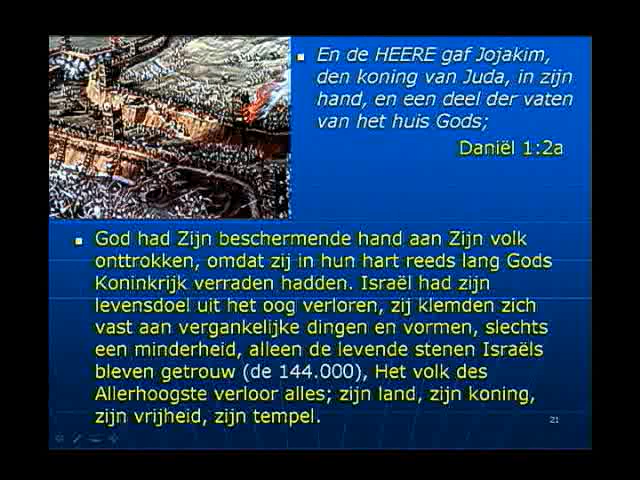 En de HEERE gaf Jojakim,
den koning van Juda, in zijn
hand, en een deel der vaten
van het huis Gods;
Daniël 1:2a
God had Zijn beschermende hand aan Zijn volk
onttrokken, omdat zij in hun hart reeds lang Gods
Koninkrijk verraden hadden. Israël had zijn
levensdoel uit het oog verloren, zij klemden zich
vast aan vergankelijke dingen en vormen, slechts
een minderheid, alleen de levende stenen Israëls
bleven getrouw (de 144.000), Het volk des
Allerhoogste verloor alles; zijn land, zijn koning,
zijn vrijheid, zijn tempel.
21